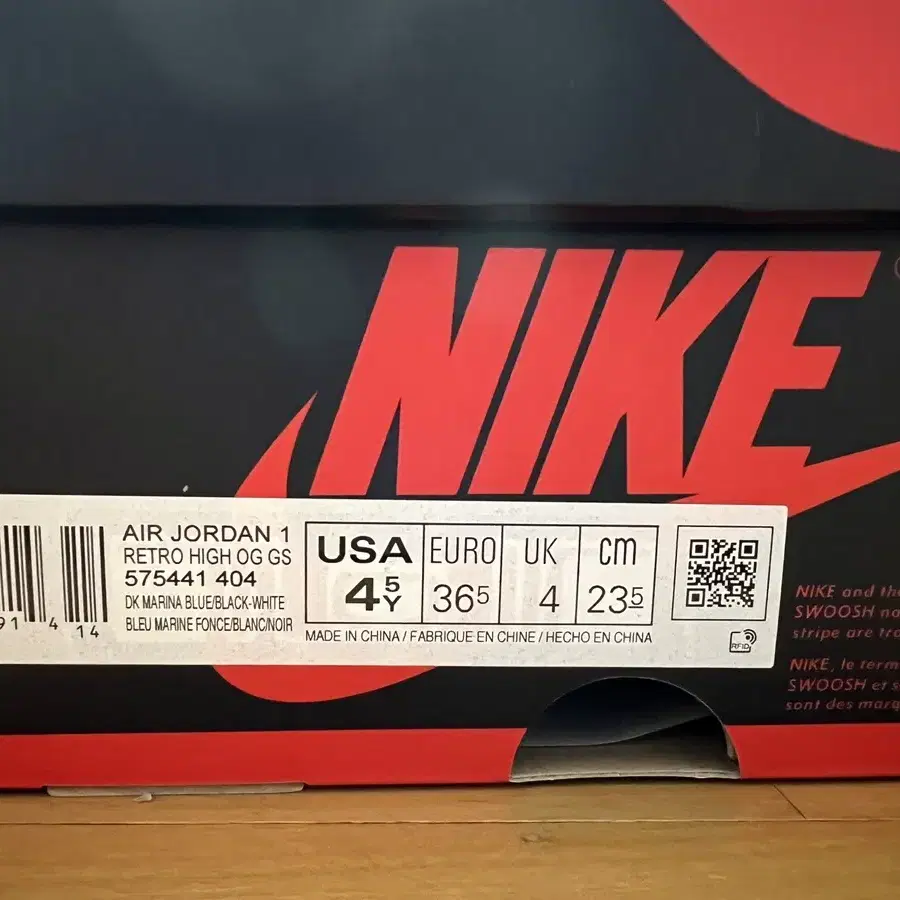 NIKE
AIR JORDAN 1
RETRO HIGH OG GS
575441 404
DK MARINA BLUE/BLACK-WHITE
BLEU MARINE FONCE/BLANC/NOIR
91 4 14
USA EURO UK cm
4 5Y 36 5 4 23 5
MADE IN CHINA / FABRIQUE EN CHINE / HECHO EN CHINA
RFID
NIKE and the
SWOOSH
stripe are
NIKE, le
SWOOSH et
sont des